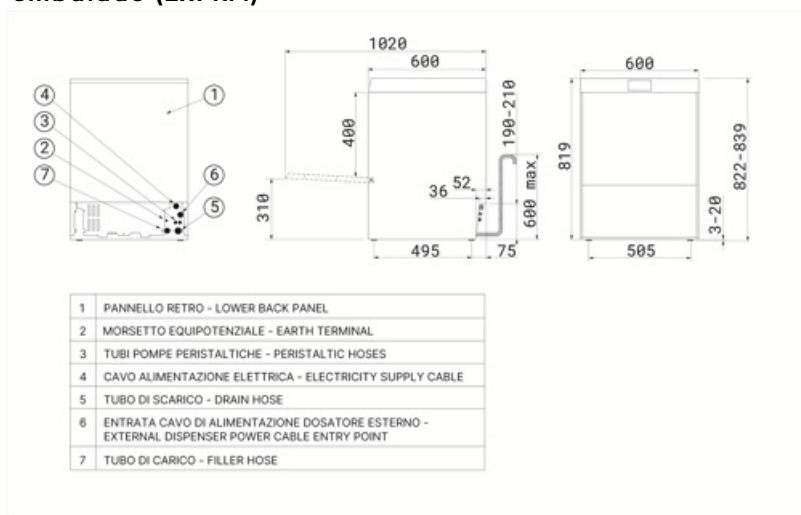 embalado (LxPxA)
1020
600
600
4
1
3
2
7
6
5
400
190-210
310
52
36
600 max
819
822-839
3-20
495
75
505
1 PANNELLO RETRO - LOWER BACK PANEL
2 MORSETTO EQUIPOTENZIALE - EARTH TERMINAL
3 TUBI POMPE PERISTALTICHE - PERISTALTIC HOSES
4 CAVO ALIMENTAZIONE ELETTRICA - ELECTRICITY SUPPLY CABLE
5 TUBO DI SCARICO - DRAIN HOSE
6 ENTRATA CAVO DI ALIMENTAZIONE DOSATORE ESTERNO -
EXTERNAL DISPENSER POWER CABLE ENTRY POINT
7 TUBO DI CARICO - FILLER HOSE